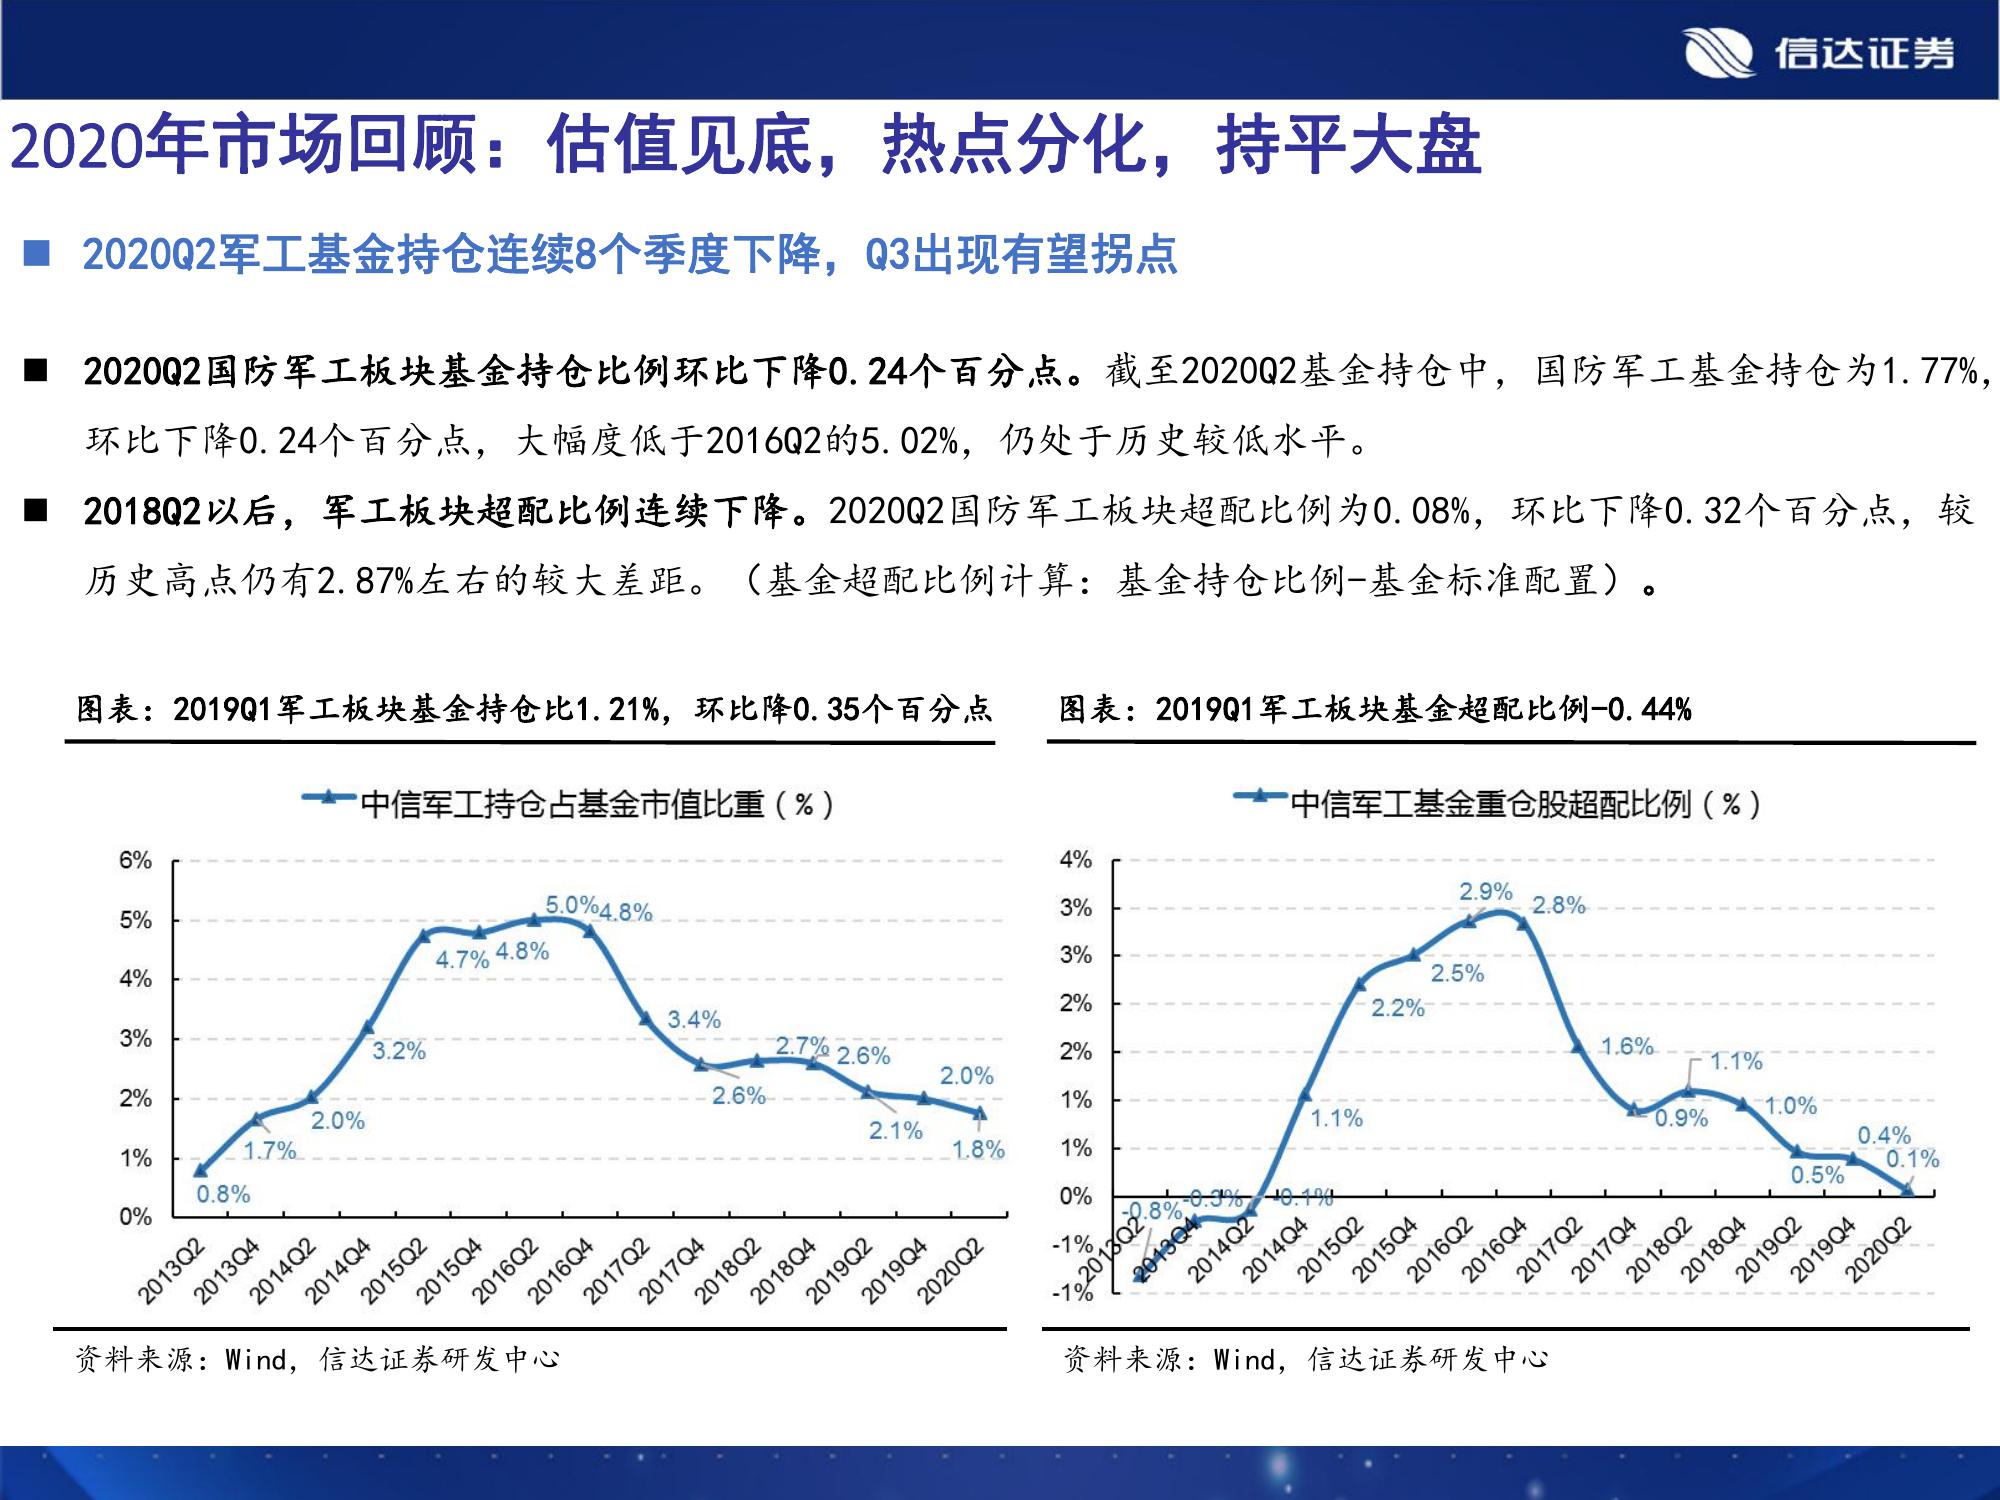 信达证券
2020年市场回顾：估值见底，热点分化，持平大盘
■ 2020Q2军工基金持仓连续8个季度下降，Q3出现有望拐点
■ 2020Q2国防军工板块基金持仓比例环比下降0.24个百分点。截至2020Q2基金持仓中，国防军工基金持仓为1.77%，
环比下降0.24个百分点，大幅度低于2016Q2的5.02%，仍处于历史较低水平。
■ 2018Q2以后，军工板块超配比例连续下降。2020Q2国防军工板块超配比例为0.08%，环比下降0.32个百分点，较
历史高点仍有2.87%左右的较大差距。（基金超配比例计算：基金持仓比例-基金标准配置）。
图表：2019Q1军工板块基金持仓比1.21%，环比降0.35个百分点
中信军工持仓占基金市值比重（%）
6%
5%
4%
3%
2%
1%
0%
0.8%
1.7%
2.0%
3.2%
4.7%
4.8%
5.0%
4.8%
3.4%
2.6%
2.7%
2.6%
2.1%
2.0%
1.8%
2013Q2
2013Q4
2014Q2
2014Q4
2015Q2
2015Q4
2016Q2
2016Q4
2017Q2
2017Q4
2018Q2
2018Q4
2019Q2
2019Q4
2020Q2
资料来源：Wind，信达证券研发中心
图表：2019Q1军工板块基金超配比例-0.44%
中信军工基金重仓股超配比例（%）
4%
3%
3%
2%
2%
1%
1%
0%
-1%
-1%
-0.8%
-0.3%
-0.1%
1.1%
2.2%
2.5%
2.9%
2.8%
1.6%
0.9%
1.1%
1.0%
0.5%
0.4%
0.1%
2013Q2
2013Q4
2014Q2
2014Q4
2015Q2
2015Q4
2016Q2
2016Q4
2017Q2
2017Q4
2018Q2
2018Q4
2019Q2
2019Q4
2020Q2
资料来源：Wind，信达证券研发中心